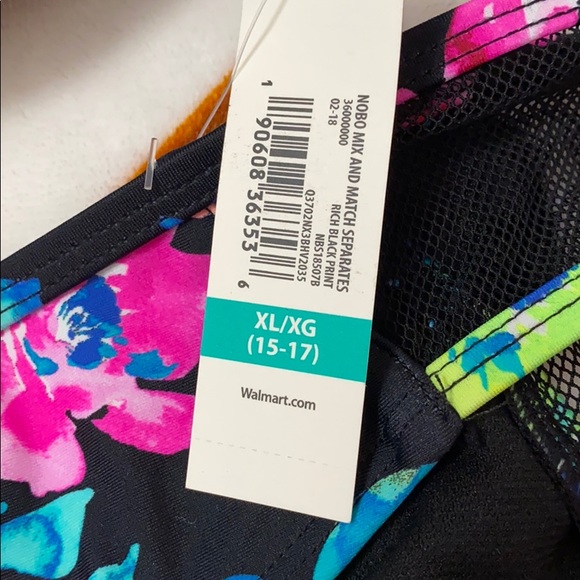 NOBO MIX AND MATCH SEPARATES
36000000
02-18
1 90608 36353 6
Q3702NX3BHV2035
NBS18507B
RICH BLACK PRINT
XL/XG
(15-17)
Walmart.com